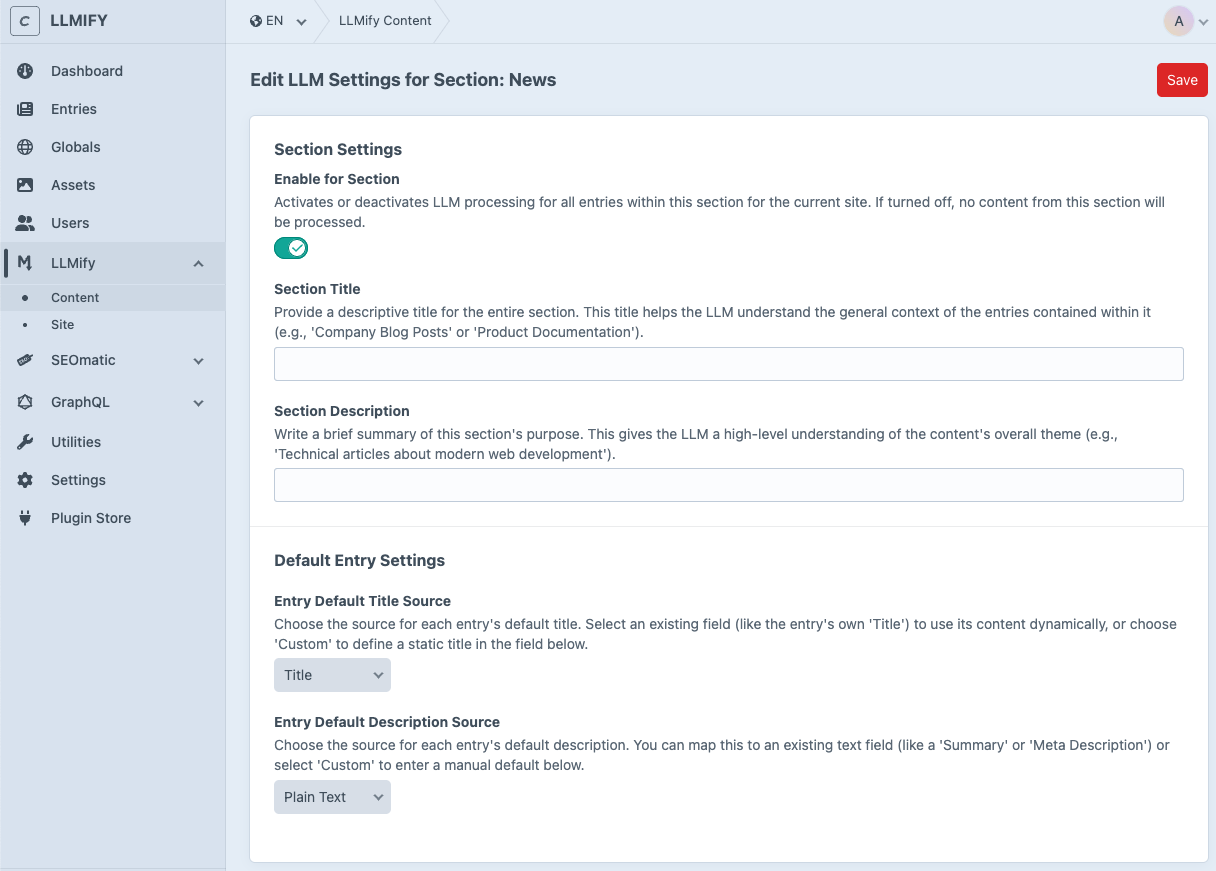 C LLMIFY
EN
LLMify Content
A
Dashboard
Entries
Globals
Assets
Users
LLMify
Content
Site
SEOmatic
GraphQL
Utilities
Settings
Plugin Store
Edit LLM Settings for Section: News
Save
Section Settings
Enable for Section
Activates or deactivates LLM processing for all entries within this section for the current site. If turned off, no content from this section will
be processed.
Section Title
Provide a descriptive title for the entire section. This title helps the LLM understand the general context of the entries contained within it
(e.g., 'Company Blog Posts' or 'Product Documentation').
Section Description
Write a brief summary of this section's purpose. This gives the LLM a high-level understanding of the content's overall theme (e.g.,
'Technical articles about modern web development').
Default Entry Settings
Entry Default Title Source
Choose the source for each entry's default title. Select an existing field (like the entry's own 'Title') to use its content dynamically, or choose
'Custom' to define a static title in the field below.
Title
Entry Default Description Source
Choose the source for each entry's default description. You can map this to an existing text field (like a 'Summary' or 'Meta Description') or
select 'Custom' to enter a manual default below.
Plain Text